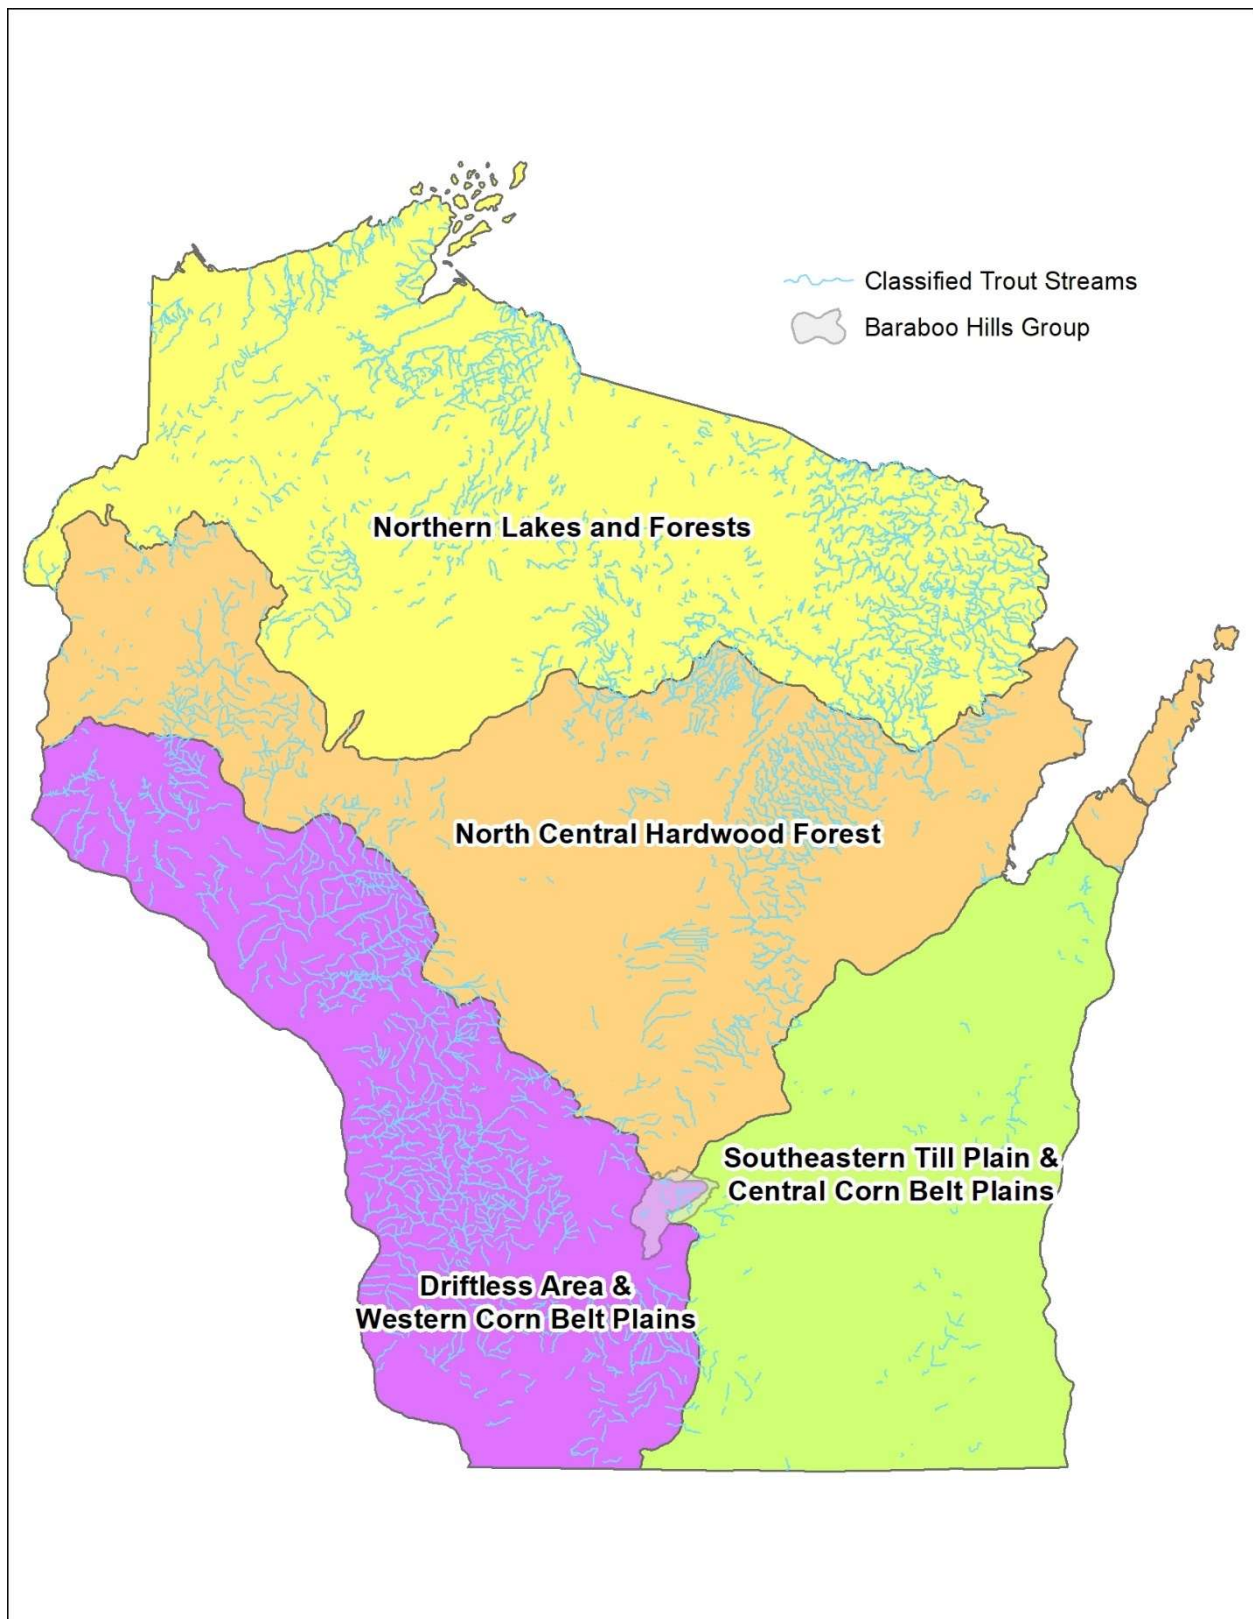 Classified Trout Streams
Baraboo Hills Group
Northern Lakes and Forests
North Central Hardwood Forest
Southeastern Till Plain &
Central Corn Belt Plains
Driftless Area &
Western Corn Belt Plains